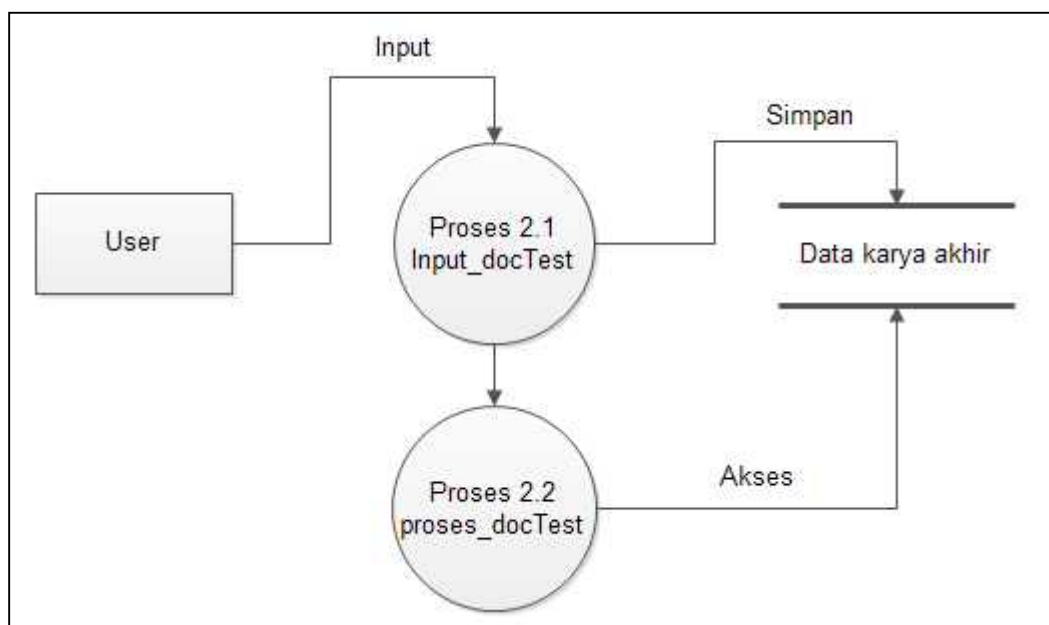 Input
Simpan
User
Proses 2.1
Input_docTest
Data karya akhir
Proses 2.2
proses_docTest
Akses